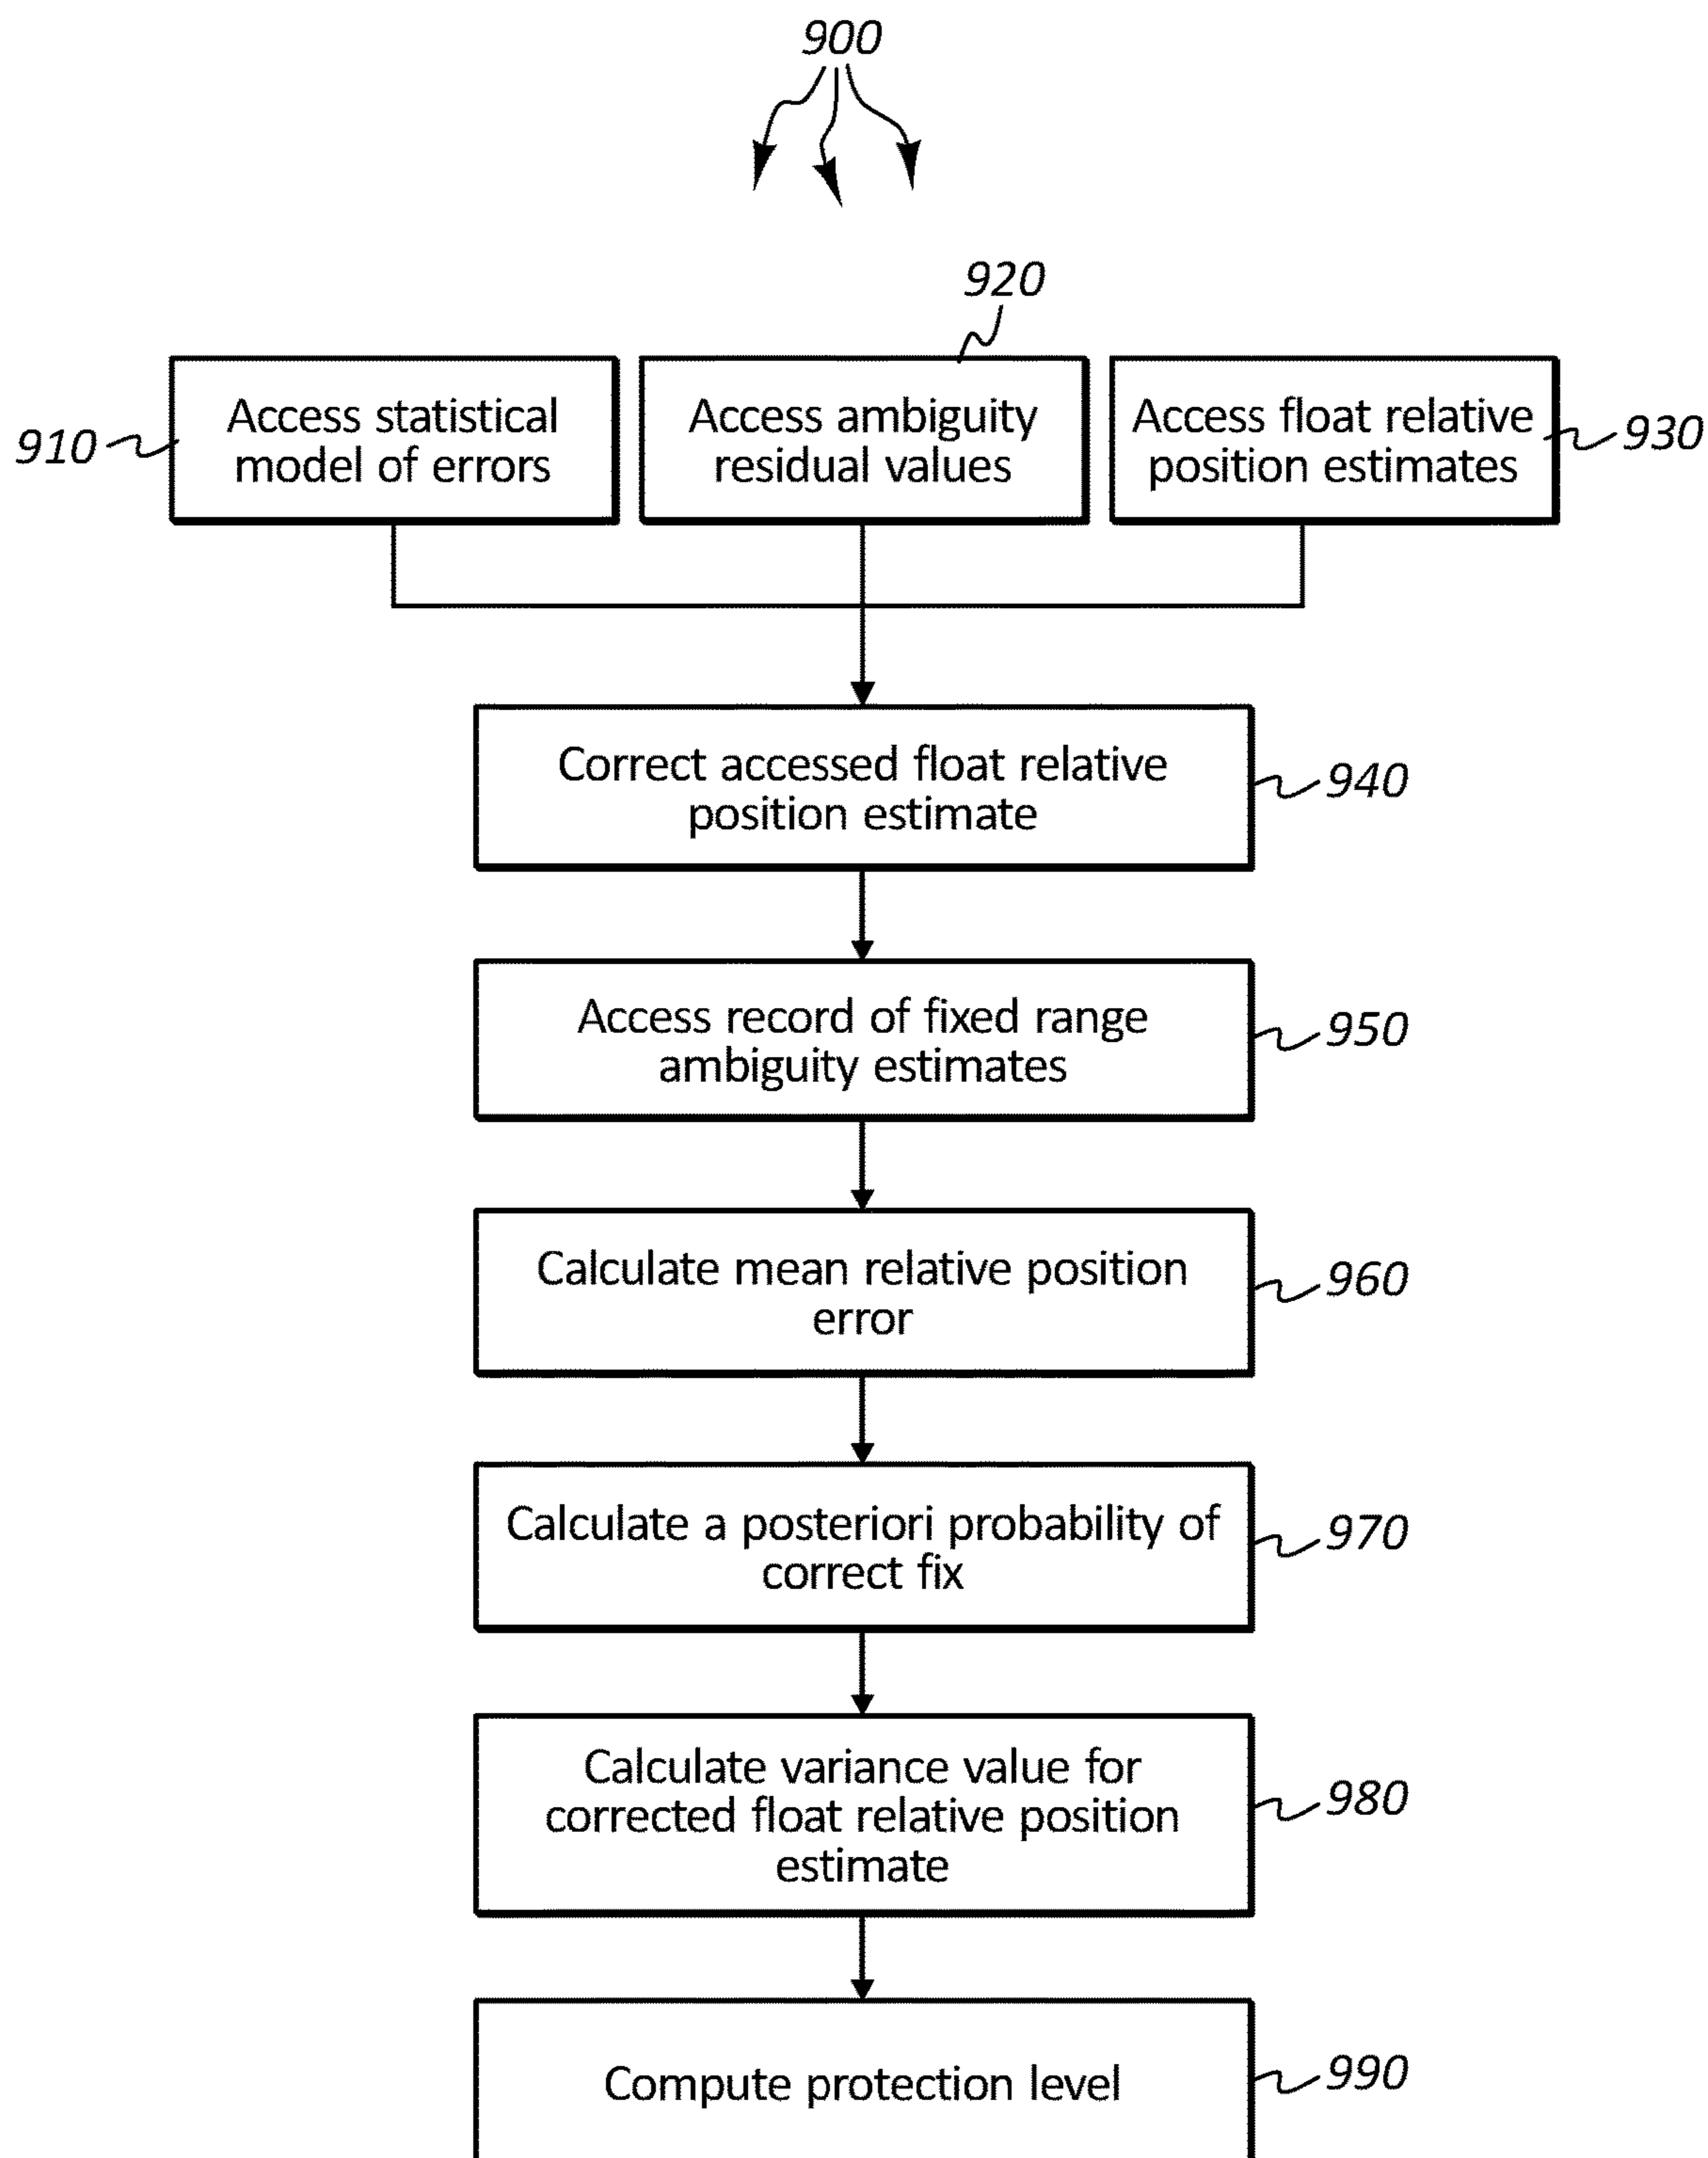 900
920
910
Access statistical
model of errors
Access ambiguity
residual values
Access float relative
position estimates
930
Correct accessed float relative
position estimate
940
Access record of fixed range
ambiguity estimates
950
Calculate mean relative position
error
960
Calculate a posteriori probability of
correct fix
970
Calculate variance value for
corrected float relative position
estimate
980
Compute protection level
990